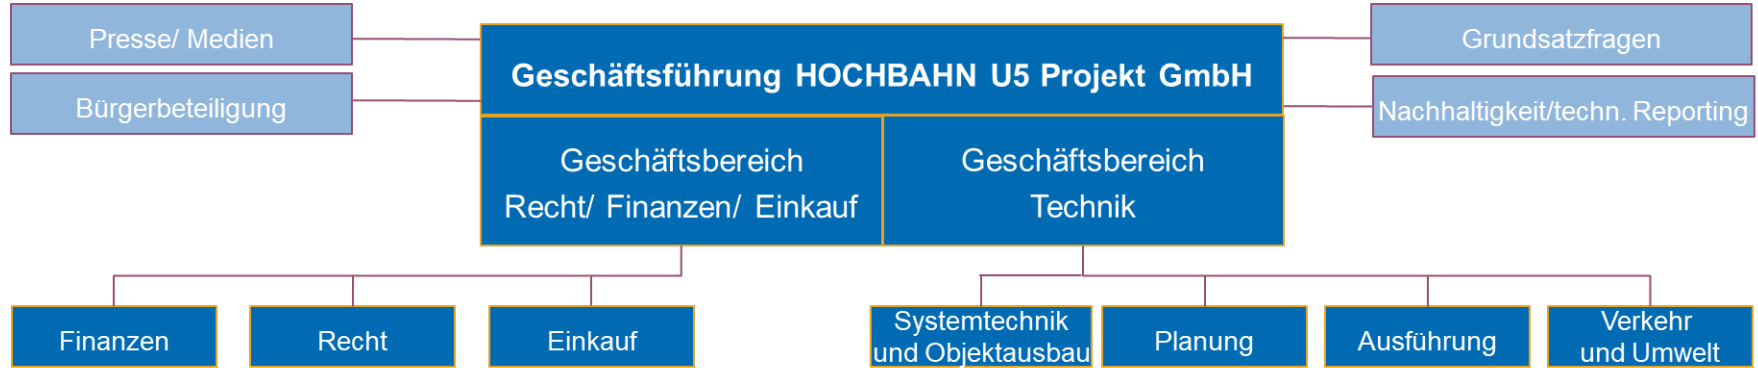 Presse/ Medien
Bürgerbeteiligung
Geschäftsführung HOCHBAHN U5 Projekt GmbH
Grundsatzfragen
Nachhaltigkeit/techn. Reporting
Geschäftsbereich
Recht/ Finanzen/ Einkauf
Geschäftsbereich
Technik
Finanzen
Recht
Einkauf
Systemtechnik
und Objektausbau
Planung
Ausführung
Verkehr
und Umwelt